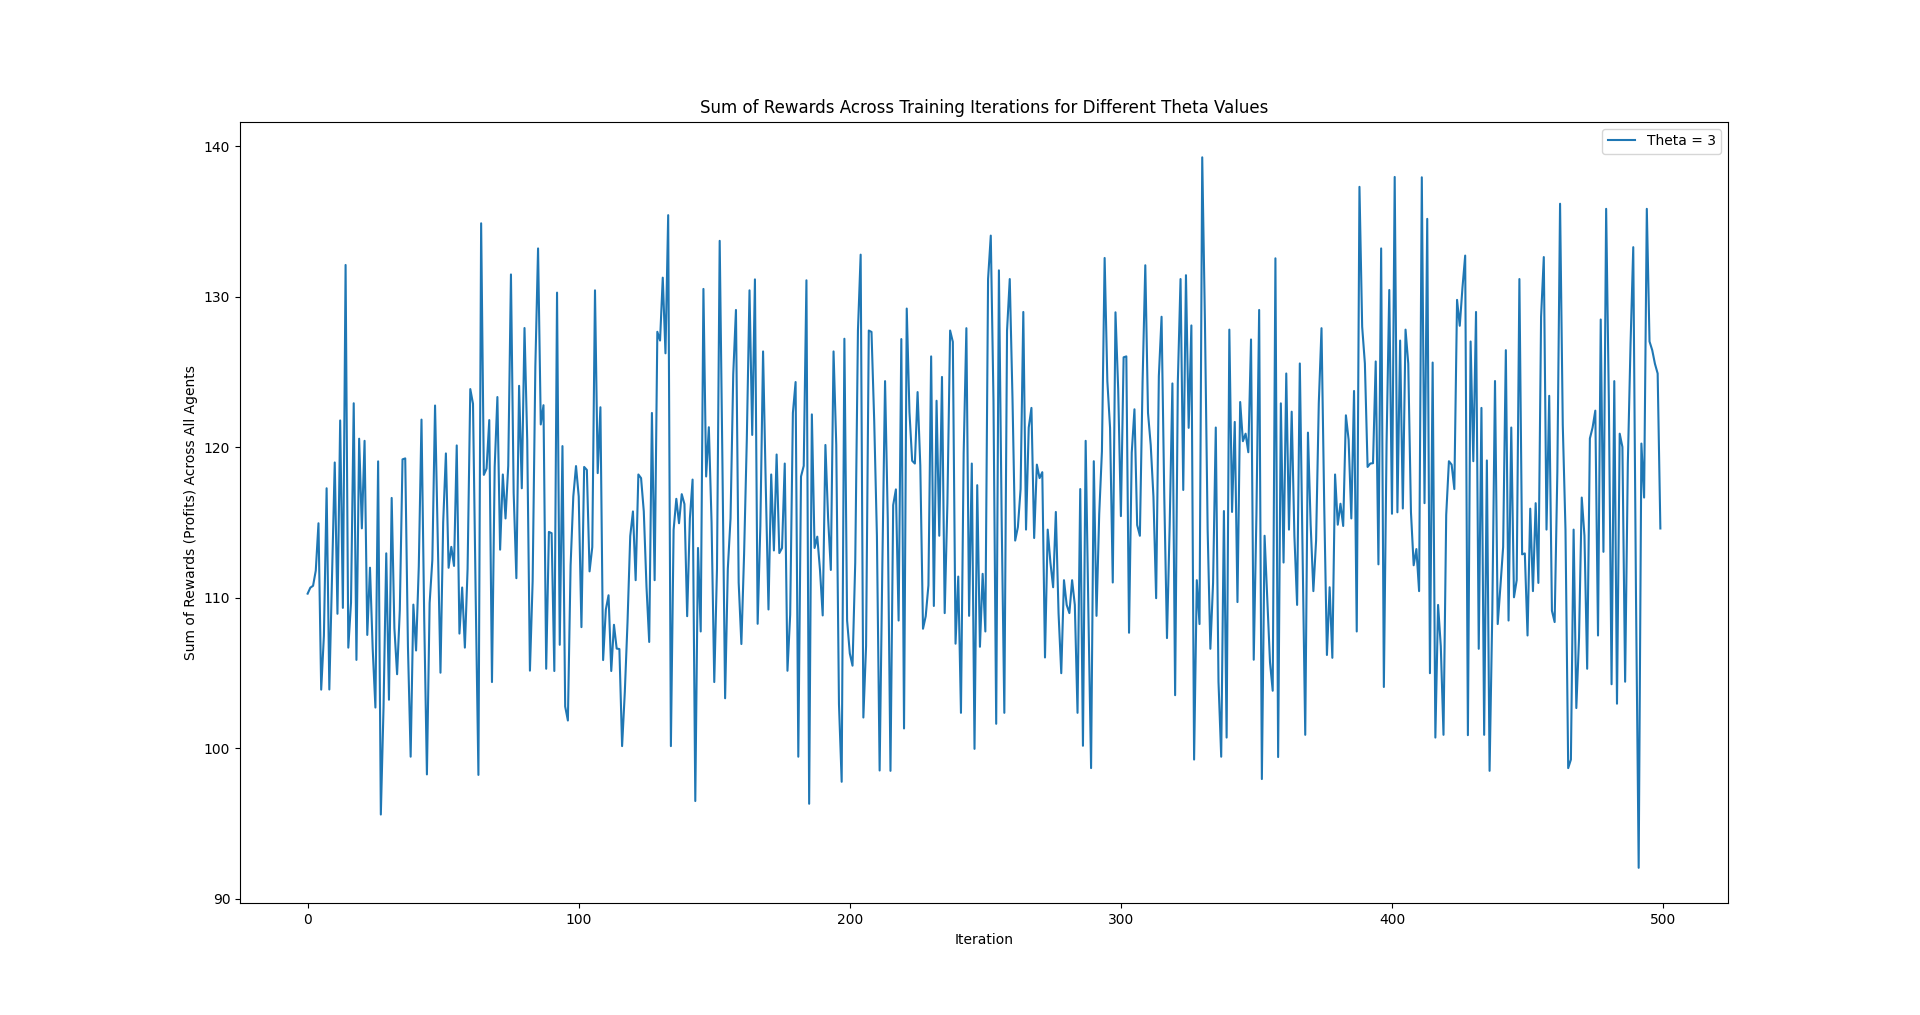 Sum of Rewards Across Training Iterations for Different Theta Values
Theta = 3
Sum of Rewards (Profits) Across All Agents
140
130
120
110
100
90
0 100 200 300 400 500
Iteration